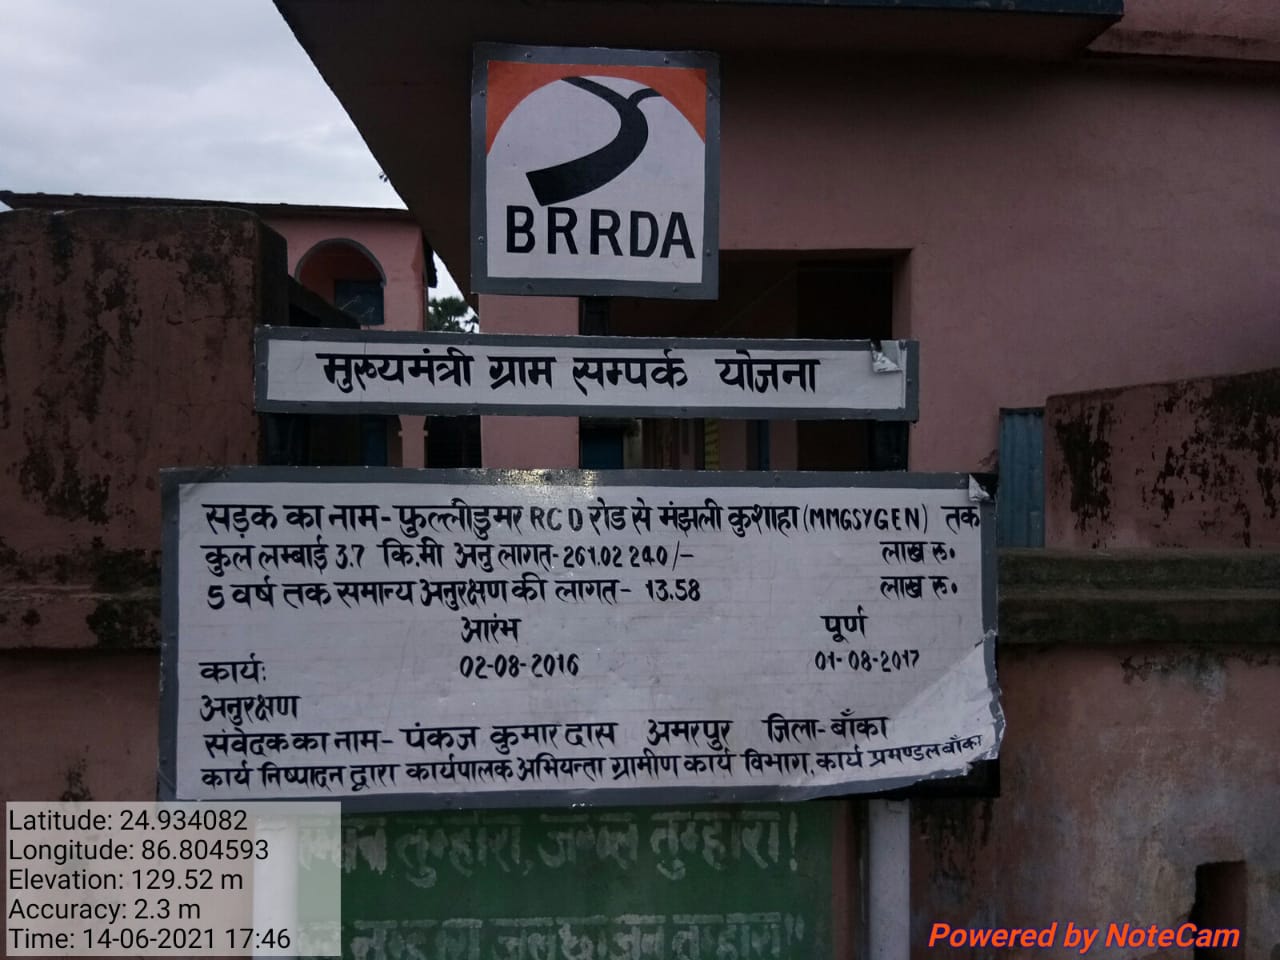 BRRDA
मुख्यमंत्री ग्राम सम्पर्क योजना
सड़क का नाम- फुल्लीडुमर RCD रोड से मंझली कुशाहा (MMGSYGEN) तक
कुल लम्बाई 3.7 कि.मी अनु लागत- 261.02240/- लाख रु.
5 वर्ष तक समान्य अनुरक्षण की लागत- 13.58 लाख रु.
आरंभ पूर्ण
कार्य: 02-08-2016 01-08-2017
अनुरक्षण
संवेदक का नाम- पंकज कुमार दास अमरपुर जिला- बाँका
कार्य निष्पादन द्वारा कार्यपालक अभियन्ता ग्रामीण कार्य विभाग, कार्य प्रमण्डल बाँका
तुम्हारा, तुम्हारा!
तुम्हारा"
Latitude: 24.934082
Longitude: 86.804593
Elevation: 129.52 m
Accuracy: 2.3 m
Time: 14-06-2021 17:46
Powered by NoteCam